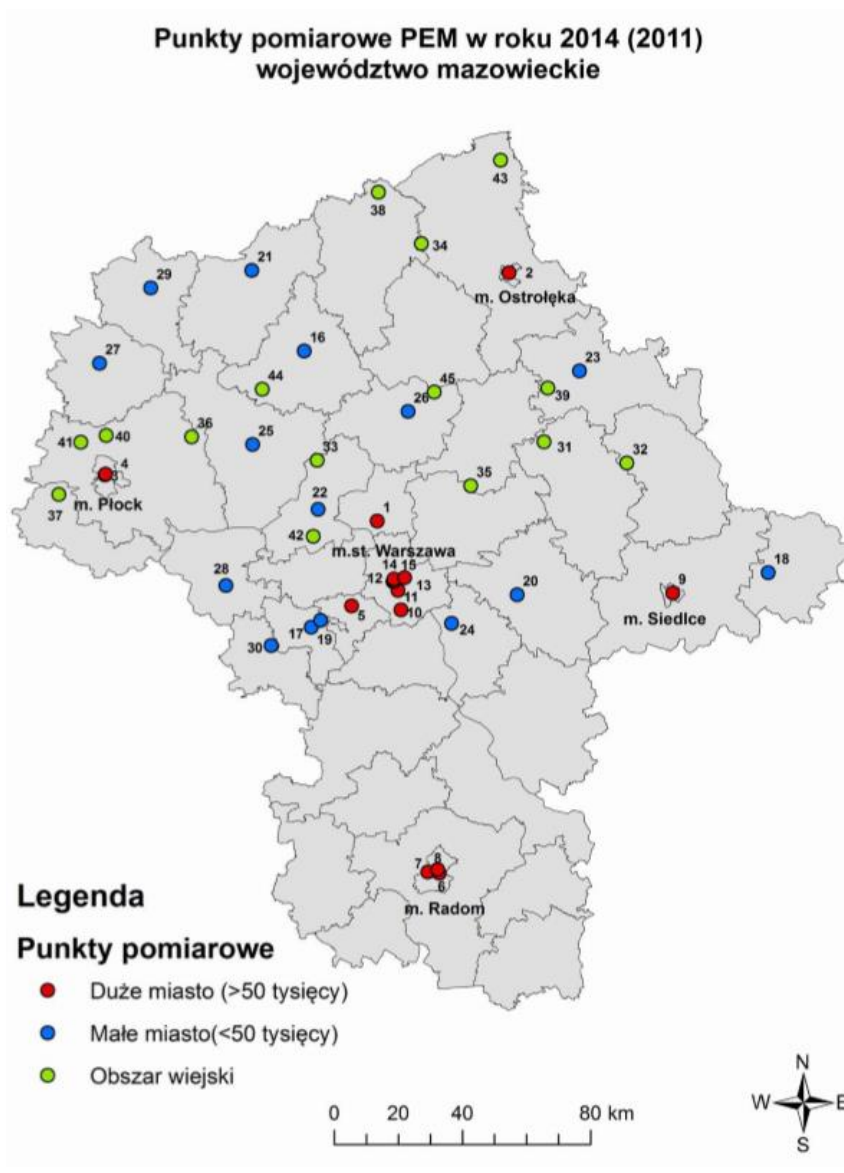 Punkty pomiarowe PEM w roku 2014 (2011)
województwo mazowieckie
43
38
34
21
2
29
m. Ostrołęka
16
23
27
45
44
39
26
36
40
41
25
31
33
32
4
3
35
37
m. Płock
22
1
42
m.st. Warszawa
14 15
12
13
18
28
11
20
9
10
5
m. Siedlce
17
19
24
30
7
8
6
m. Radom
Legenda
Punkty pomiarowe
Duże miasto (>50 tysięcy)
Małe miasto(<50 tysięcy)
Obszar wiejski
0 20 40 80 km
N
W
E
S